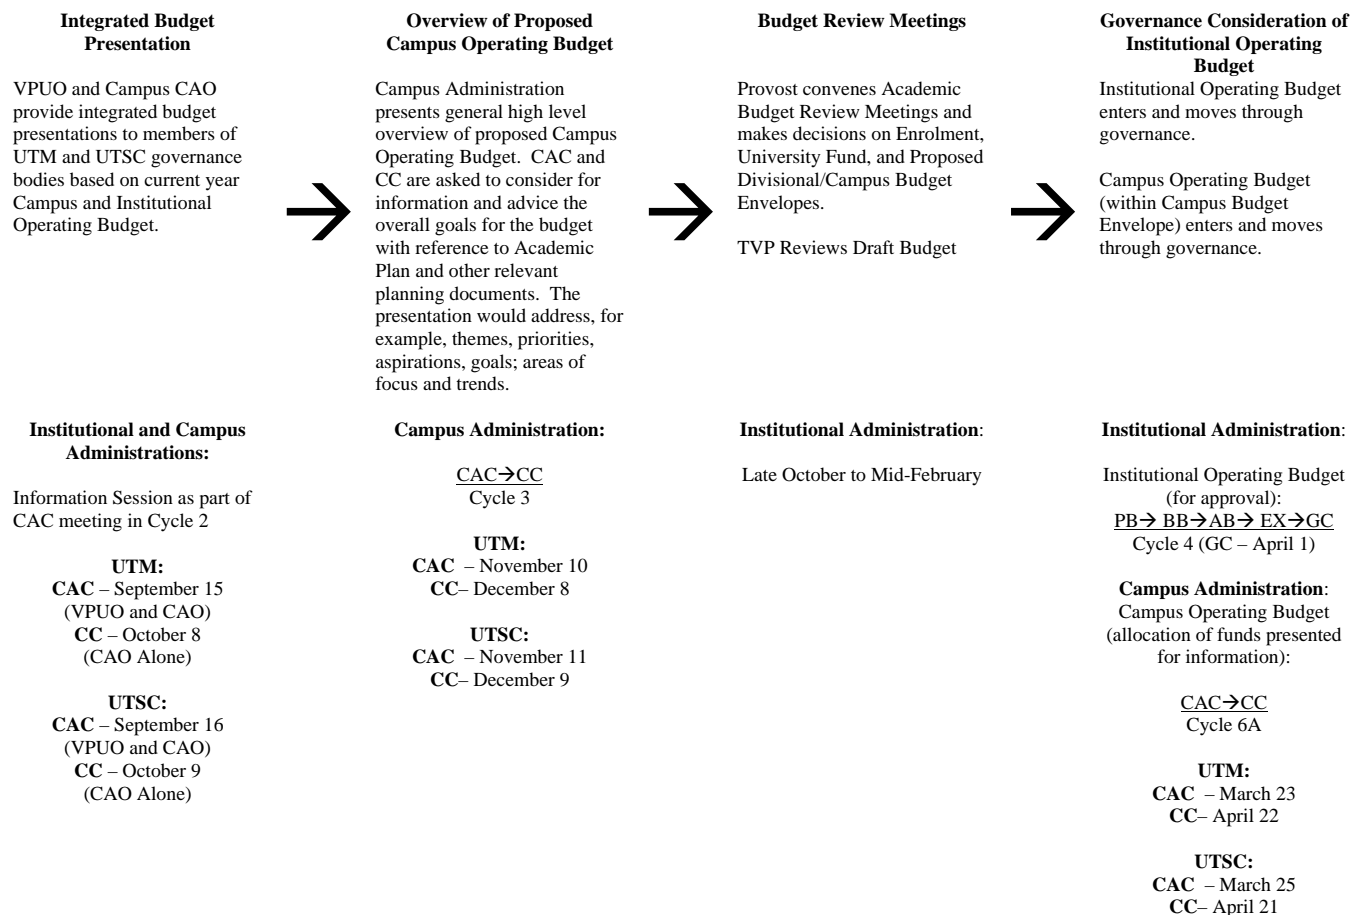 Integrated Budget
Presentation
VPUO and Campus CAO
provide integrated budget
presentations to members of
UTM and UTSC governance
bodies based on current year
Campus and Institutional
Operating Budget.
→
Overview of Proposed
Campus Operating Budget
Campus Administration
presents general high level
overview of proposed Campus
Operating Budget.  CAC and
CC are asked to consider for
information and advice the
overall goals for the budget
with reference to Academic
Plan and other relevant
planning documents.  The
presentation would address, for
example, themes, priorities,
aspirations, goals; areas of
focus and trends.
→
Budget Review Meetings
Provost convenes Academic
Budget Review Meetings and
makes decisions on Enrolment,
University Fund, and Proposed
Divisional/Campus Budget
Envelopes.
TVP Reviews Draft Budget
→
Governance Consideration of
Institutional Operating
Budget
Institutional Operating Budget
enters and moves through
governance.
Campus Operating Budget
(within Campus Budget
Envelope) enters and moves
through governance.
Institutional and Campus
Administrations:
Information Session as part of
CAC meeting in Cycle 2
UTM:
CAC – September 15
(VPUO and CAO)
CC – October 8
(CAO Alone)
UTSC:
CAC – September 16
(VPUO and CAO)
CC – October 9
(CAO Alone)
Campus Administration:
CAC→CC
Cycle 3
UTM:
CAC  – November 10
CC– December 8
UTSC:
CAC  – November 11
CC– December 9
Institutional Administration:
Late October to Mid-February
Institutional Administration:
Institutional Operating Budget
(for approval):
PB→ BB→AB→ EX→GC
Cycle 4 (GC – April 1)
Campus Administration:
Campus Operating Budget
(allocation of funds presented
for information):
CAC→CC
Cycle 6A
UTM:
CAC  – March 23
CC– April 22
UTSC:
CAC  – March 25
CC– April 21